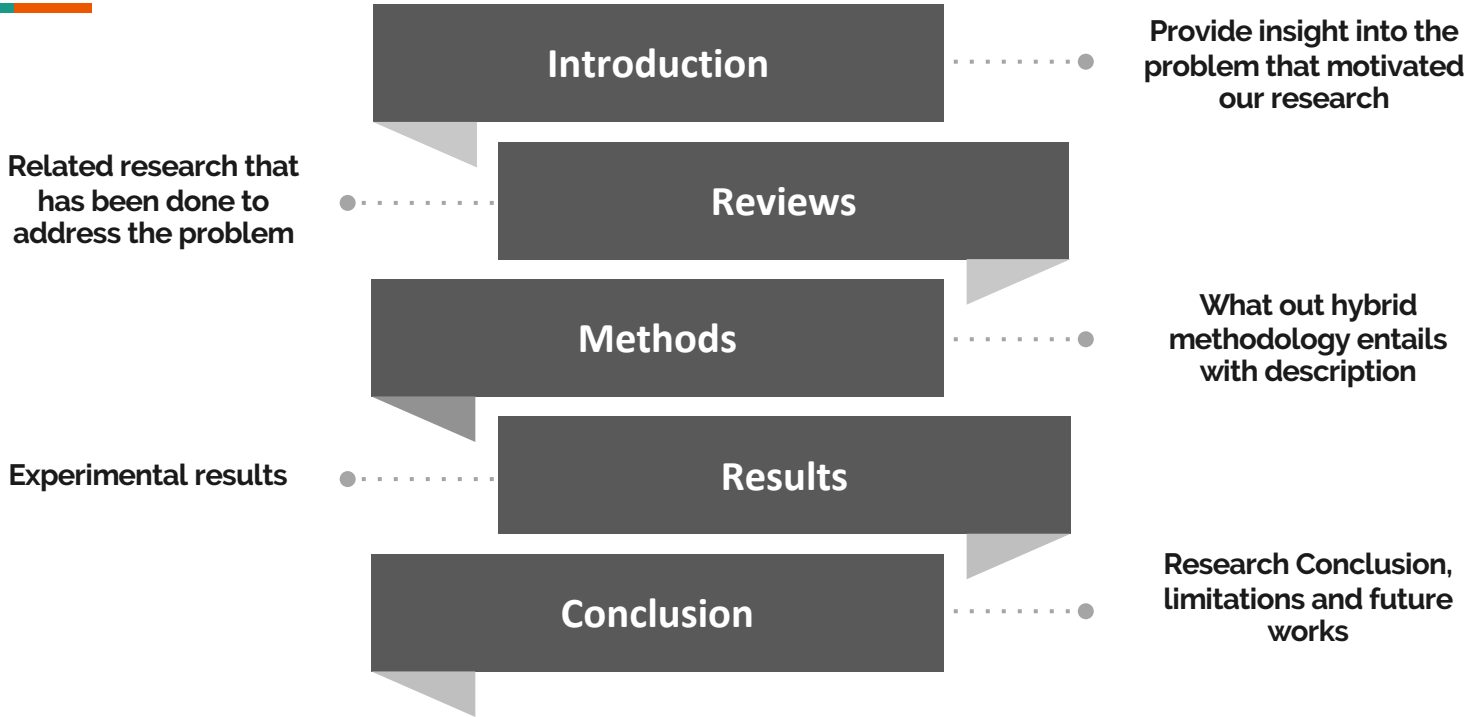 Introduction
Provide insight into the
problem that motivated
our research
Related research that
has been done to
address the problem
Reviews
Methods
What out hybrid
methodology entails
with description
Experimental results
Results
Conclusion
Research Conclusion,
limitations and future
works